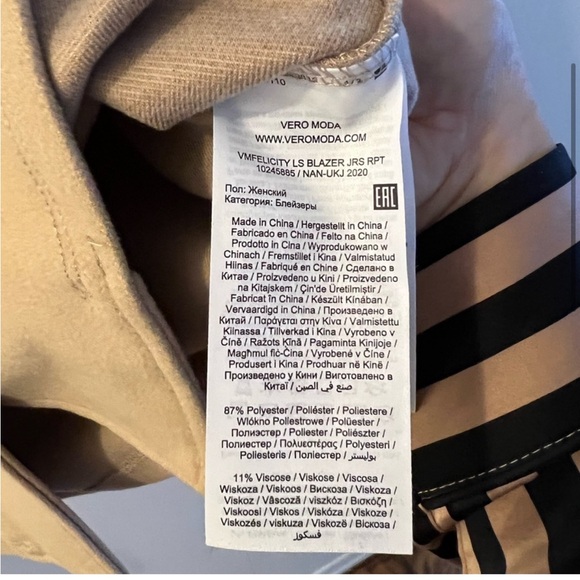 110
VERO MODA
WWW.VEROMODA.COM
VMFELICITY LS BLAZER JRS RPT
10245885 / NAN-UKJ 2020
Пол: Женский
Категория: Блейзеры
EAC
Made in China / Hergestellt in China /
Fabricado en China / Feito na China /
Prodotto in Cina / Wyprodukowano w
Chinach / Fremstillet i Kina / Valmistatud
Hiinas / Fabriqué en Chine / Сделано в
Китае / Proizvedeno u Kini / Proizvedeno
na Kitajskem / Çin'de Üretilmiştir /
Fabricat în China / Készült Kínában /
Vervaardigd in China / Произведено в
Китай / Παράγεται στην Κίνα / Valmistettu
Kiinassa / Tillverkad i Kina / Vyrobeno v
Číně / Ražots Ķīnā / Pagaminta Kinijoje /
Magħmul fiċ-Ċina / Vyrobené v Číne /
Produsert i Kina / Prodhuar në Kinë /
Произведено у Кини / Виготовлено в
Китаї / صنع في الصين
87% Polyester / Poliéster / Poliestere /
Włókno Poliestrowe / Polüester /
Полиэстер / Poliester / Poliészter /
Полиестер / Πολυεστέρας / Polyesteri /
Poliesteris / Поліестер / بوليستر
11% Viscose / Viskose / Viscosa /
Wiskoza / Viskoos / Вискоза / Viskoza /
Viskoz / Vâscoză / viszkóz / Βισκόζη /
Viskoosi / Viskos / Viskóza / Viskoze /
Viskozės / viskuza / Viskozë / Віскоза /
فسكوز